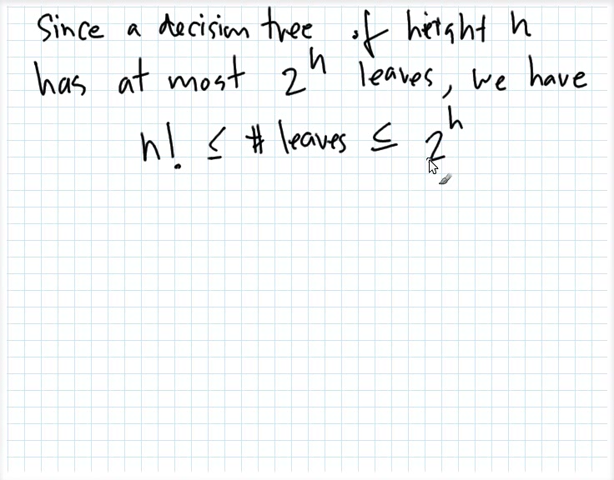 Since a decision tree of height h
has at most 2^h leaves, we have
n! ≤ # leaves ≤ 2^h